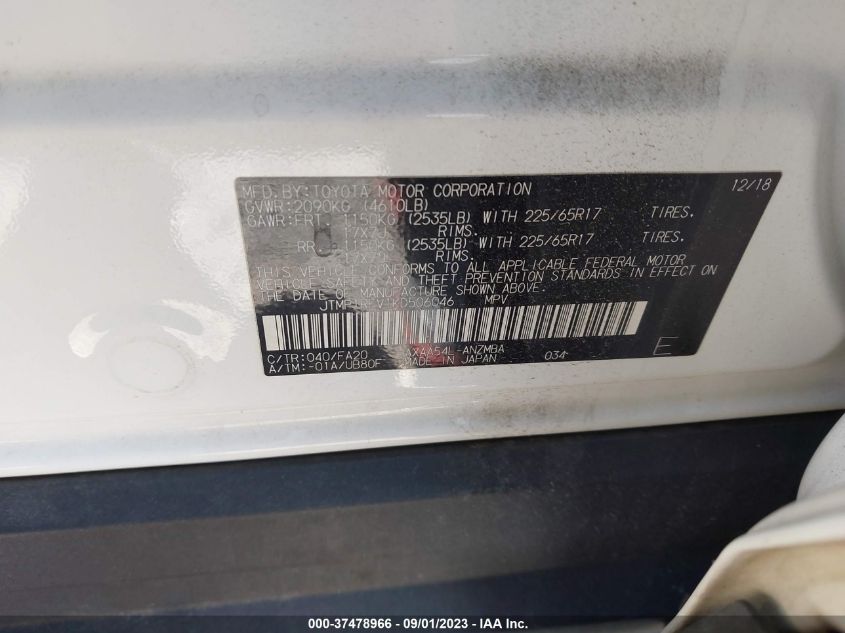 MFD.BY:TOYOTA MOTOR CORPORATION 12/18
GVWR:2090KG (4610LB)
GAWR:FRT. 1150KG (2535LB) WITH 225/65R17 TIRES.
RIMS.
RR. 1150KG (2535LB) WITH 225/65R17 TIRES.
RIMS.
THIS VEHICLE CONFORMS TO ALL APPLICABLE FEDERAL MOTOR
VEHICLE SAFETY AND THEFT PREVENTION STANDARDS IN EFFECT ON
THE DATE OF MANUFACTURE SHOWN ABOVE.
MPV
C/TR:040/FA20 AXAA54L-ANZMBA 034
A/TM:-01A/UB80F MADE IN JAPAN E
000-37478966 - 09/01/2023 - © IAA Inc.